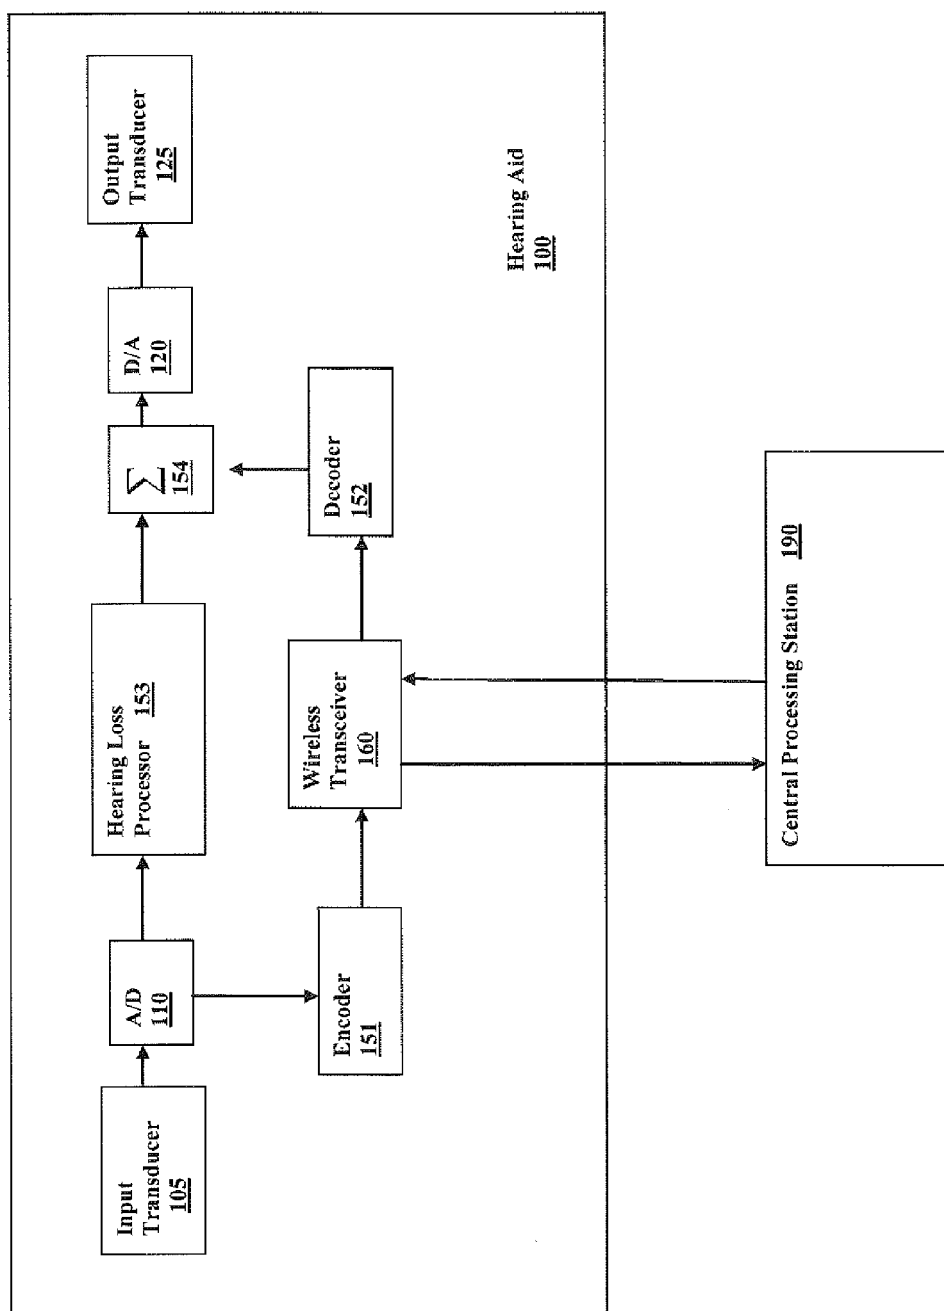 Input
Transducer
105
A/D
110
Hearing Loss
Processor 153
Σ
154
D/A
120
Output
Transducer
125
Encoder
151
Wireless
Transceiver
160
Decoder
152
Hearing Aid
100
Central Processing Station 190